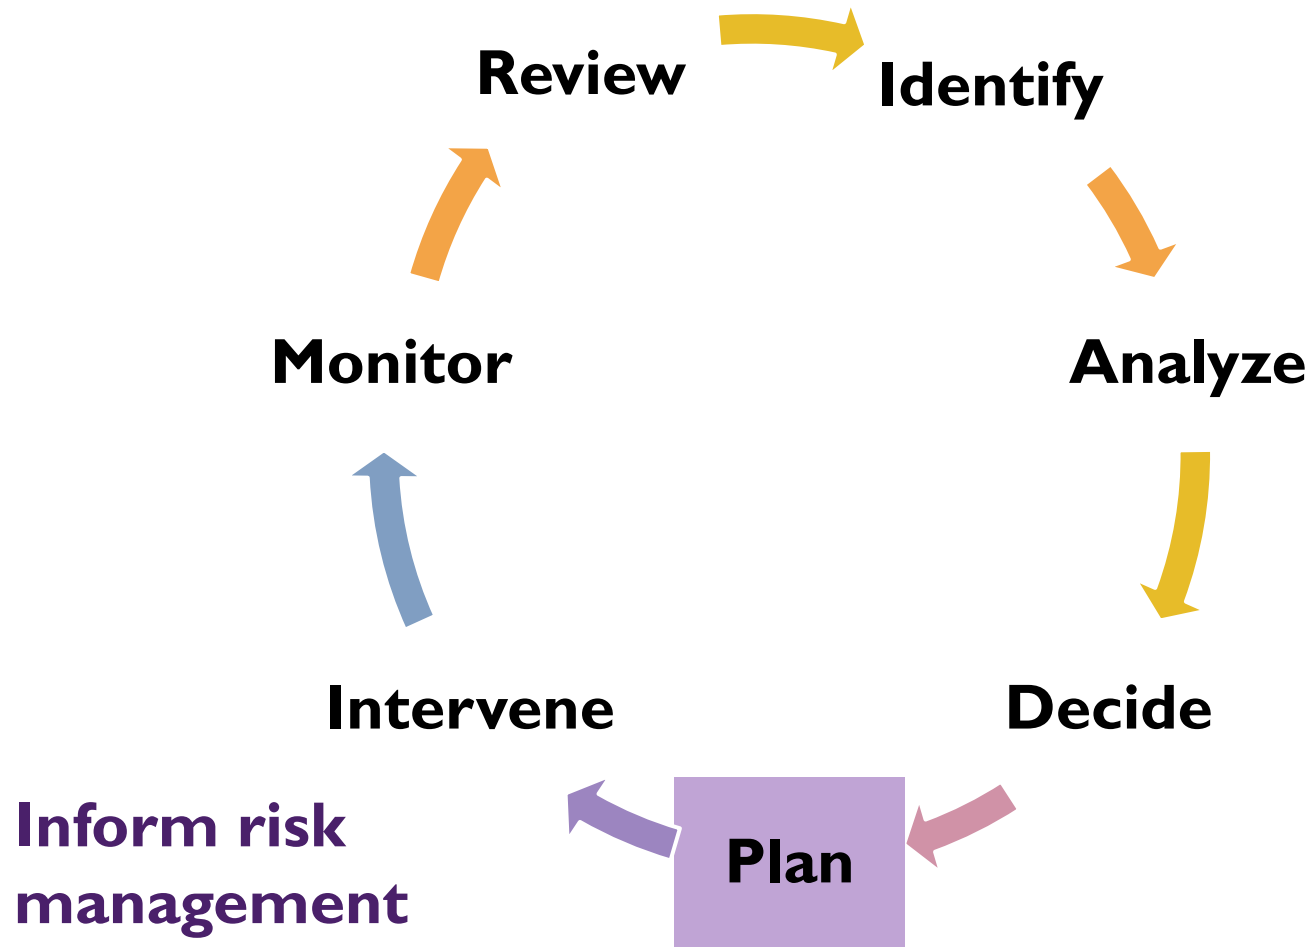 Review
Identify
Monitor
Analyze
Intervene
Decide
Inform risk
management
Plan